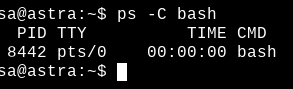 sa@astra:~$ ps -C bash
  PID TTY          TIME CMD
 8442 pts/0    00:00:00 bash
sa@astra:~$